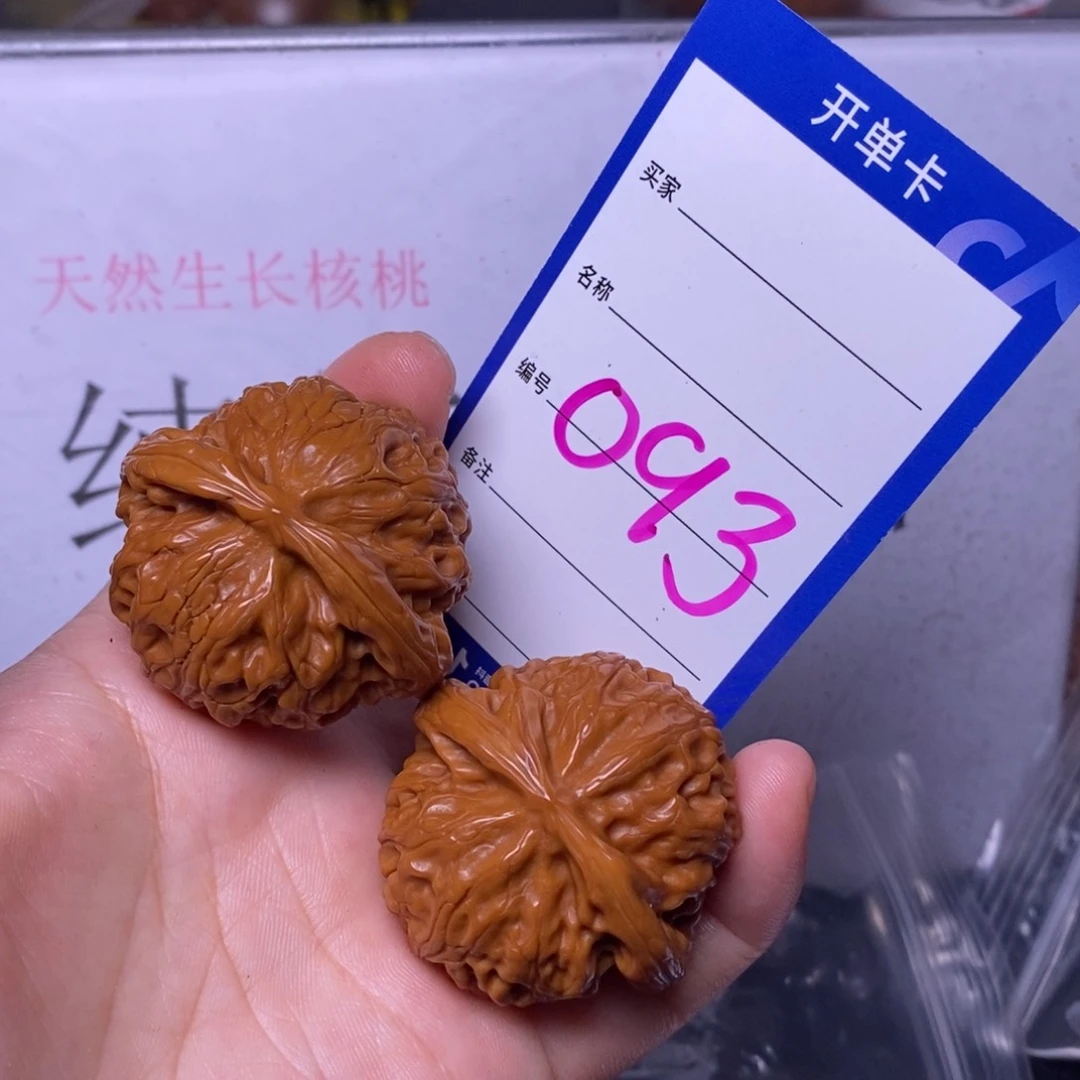 开单卡
买家
名称
编号 093
备注
天然生长核桃